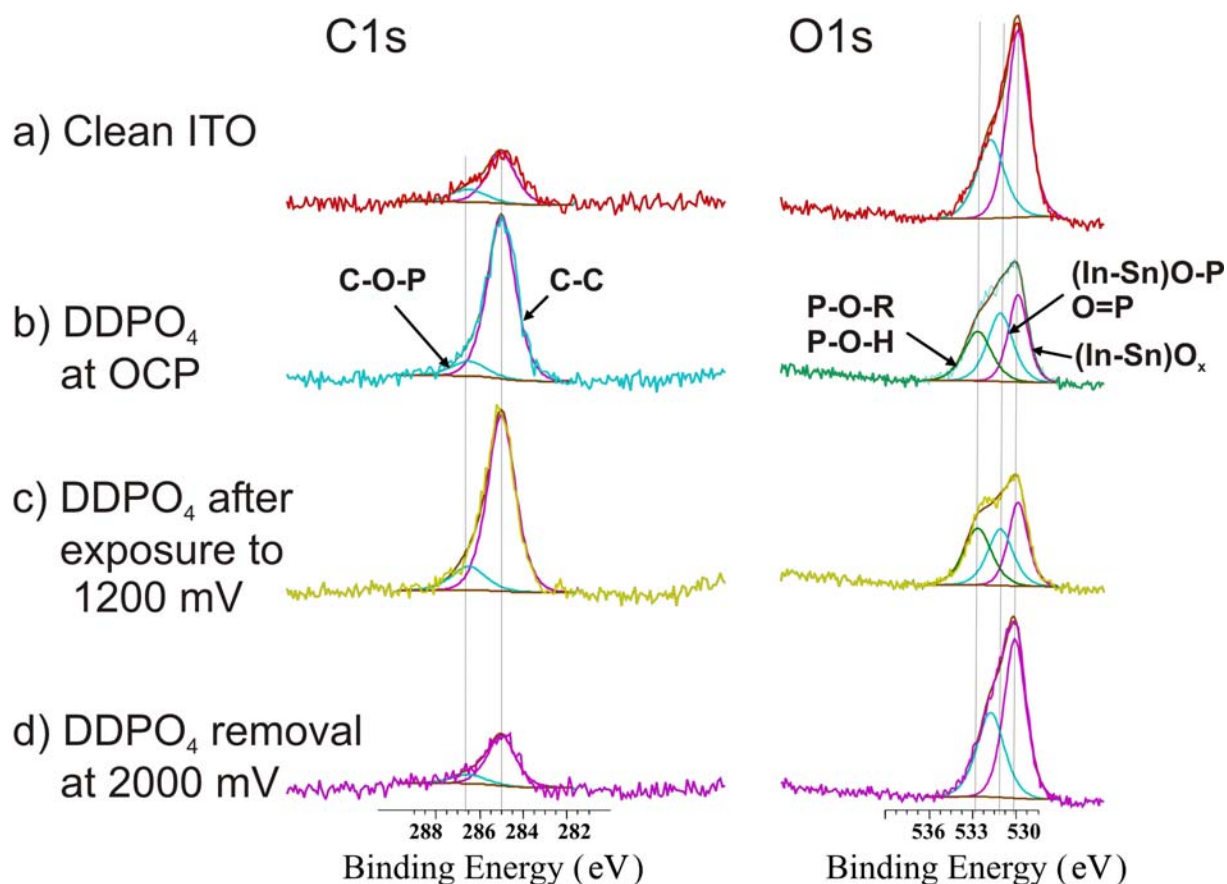 C1s
O1s
a) Clean ITO
b) DDPO₄
at OCP
C-O-P
C-C
P-O-R
P-O-H
(In-Sn)O-P
O=P
(In-Sn)Oₓ
c) DDPO₄ after
exposure to
1200 mV
d) DDPO₄ removal
at 2000 mV
288 286 284 282
Binding Energy (eV)
536 533 530
Binding Energy (eV)